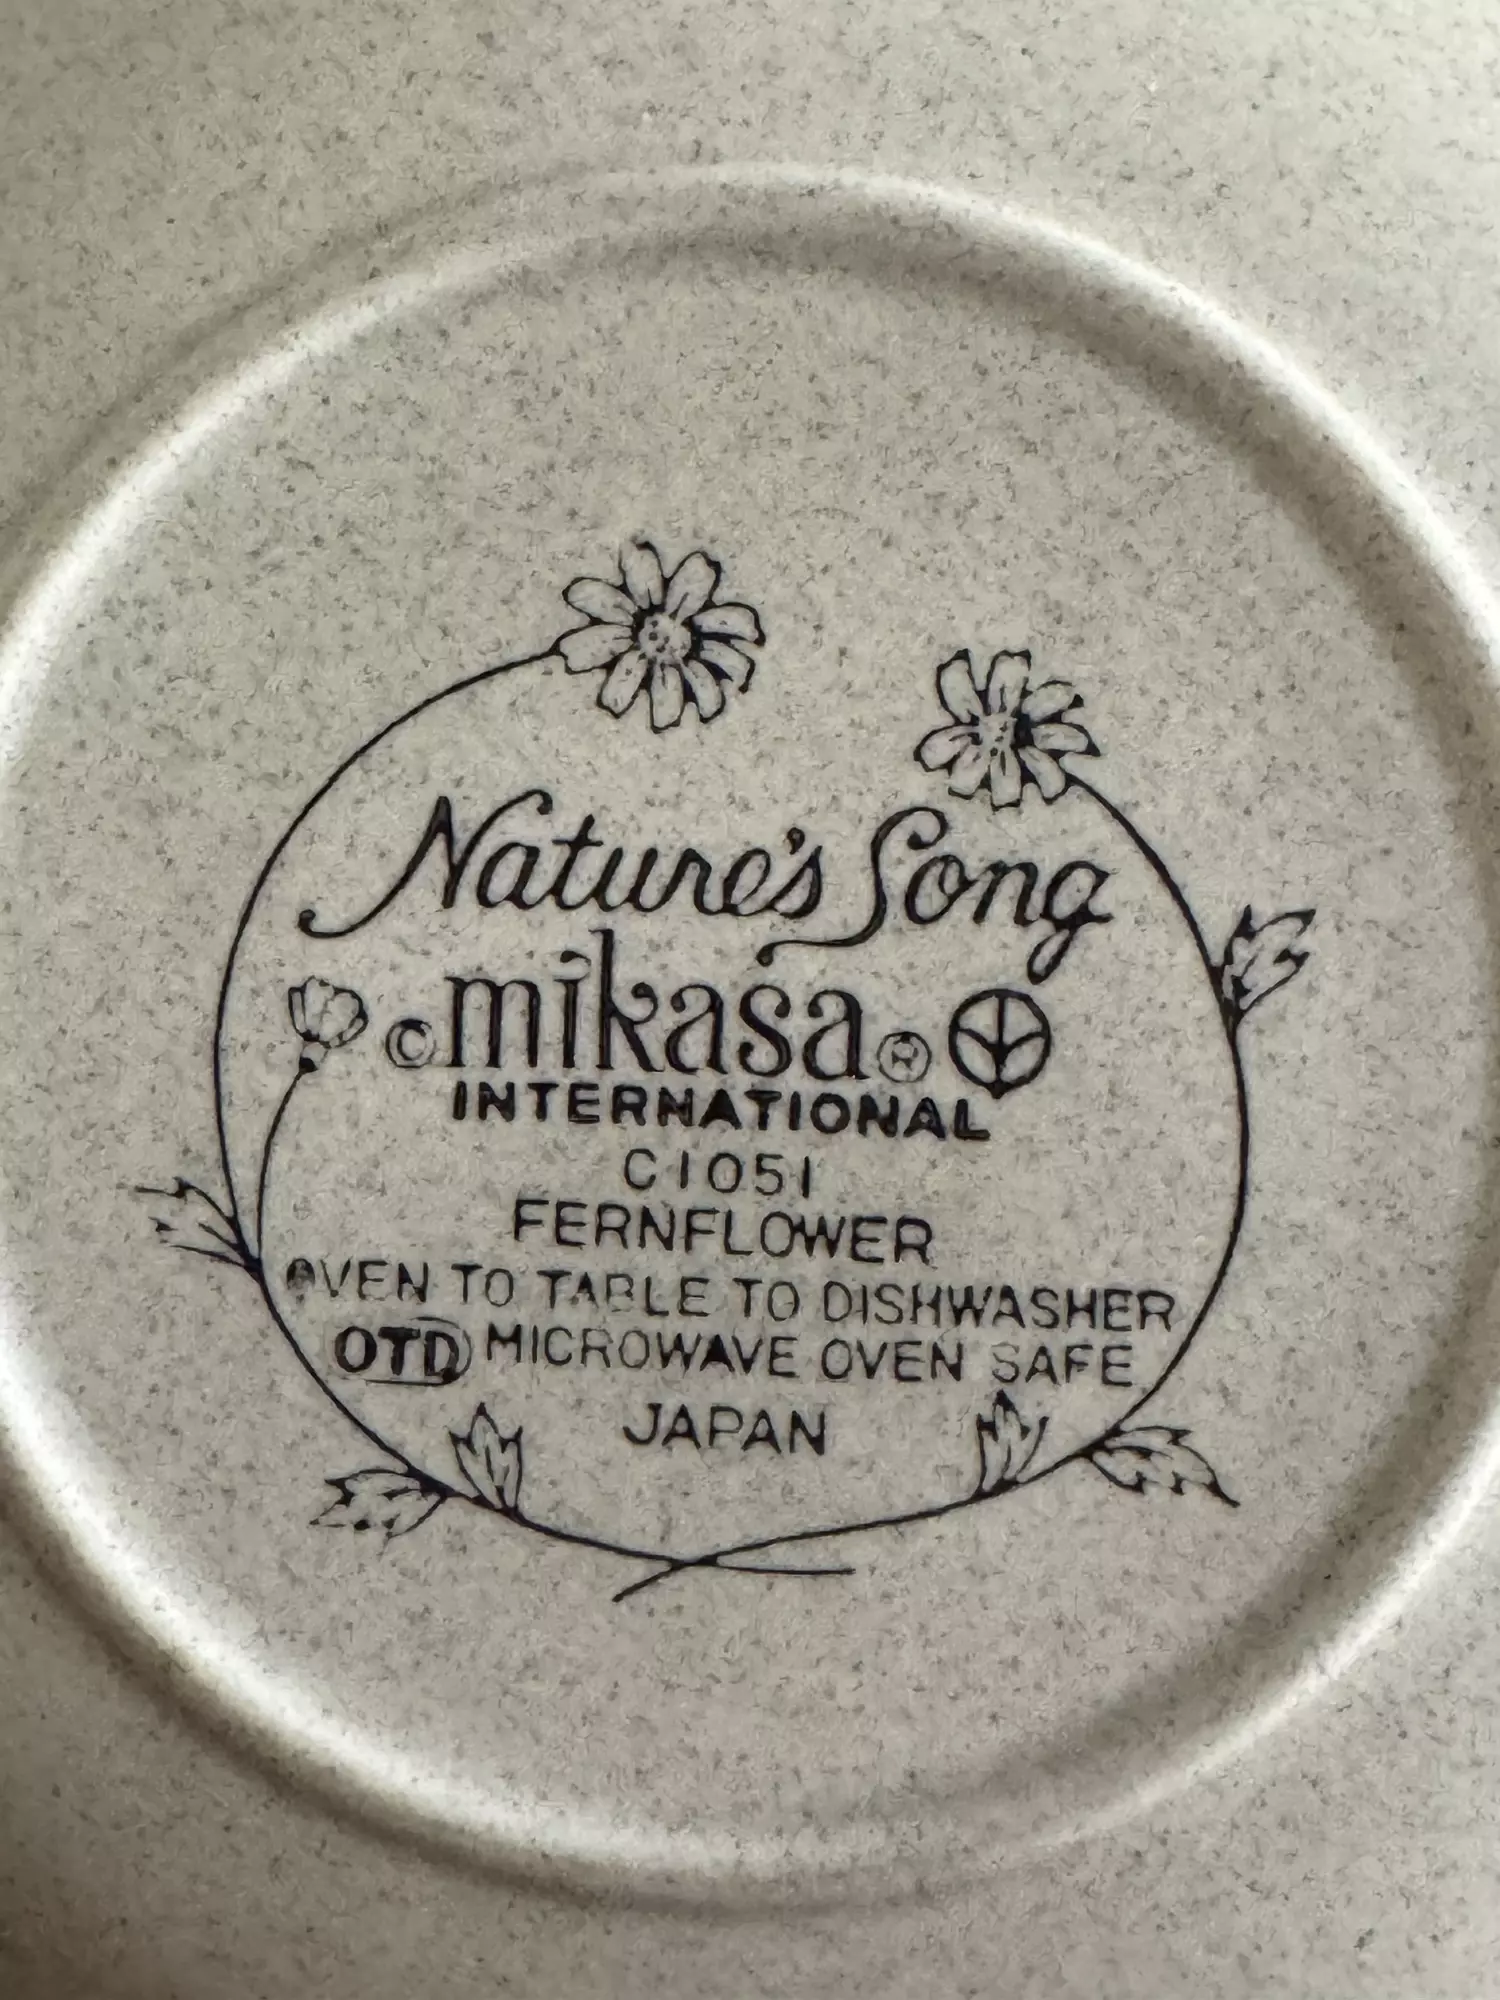 Nature's Song
© mikasa ®
INTERNATIONAL
C1051
FERNFLOWER
OVEN TO TABLE TO DISHWASHER
OTD MICROWAVE OVEN SAFE
JAPAN